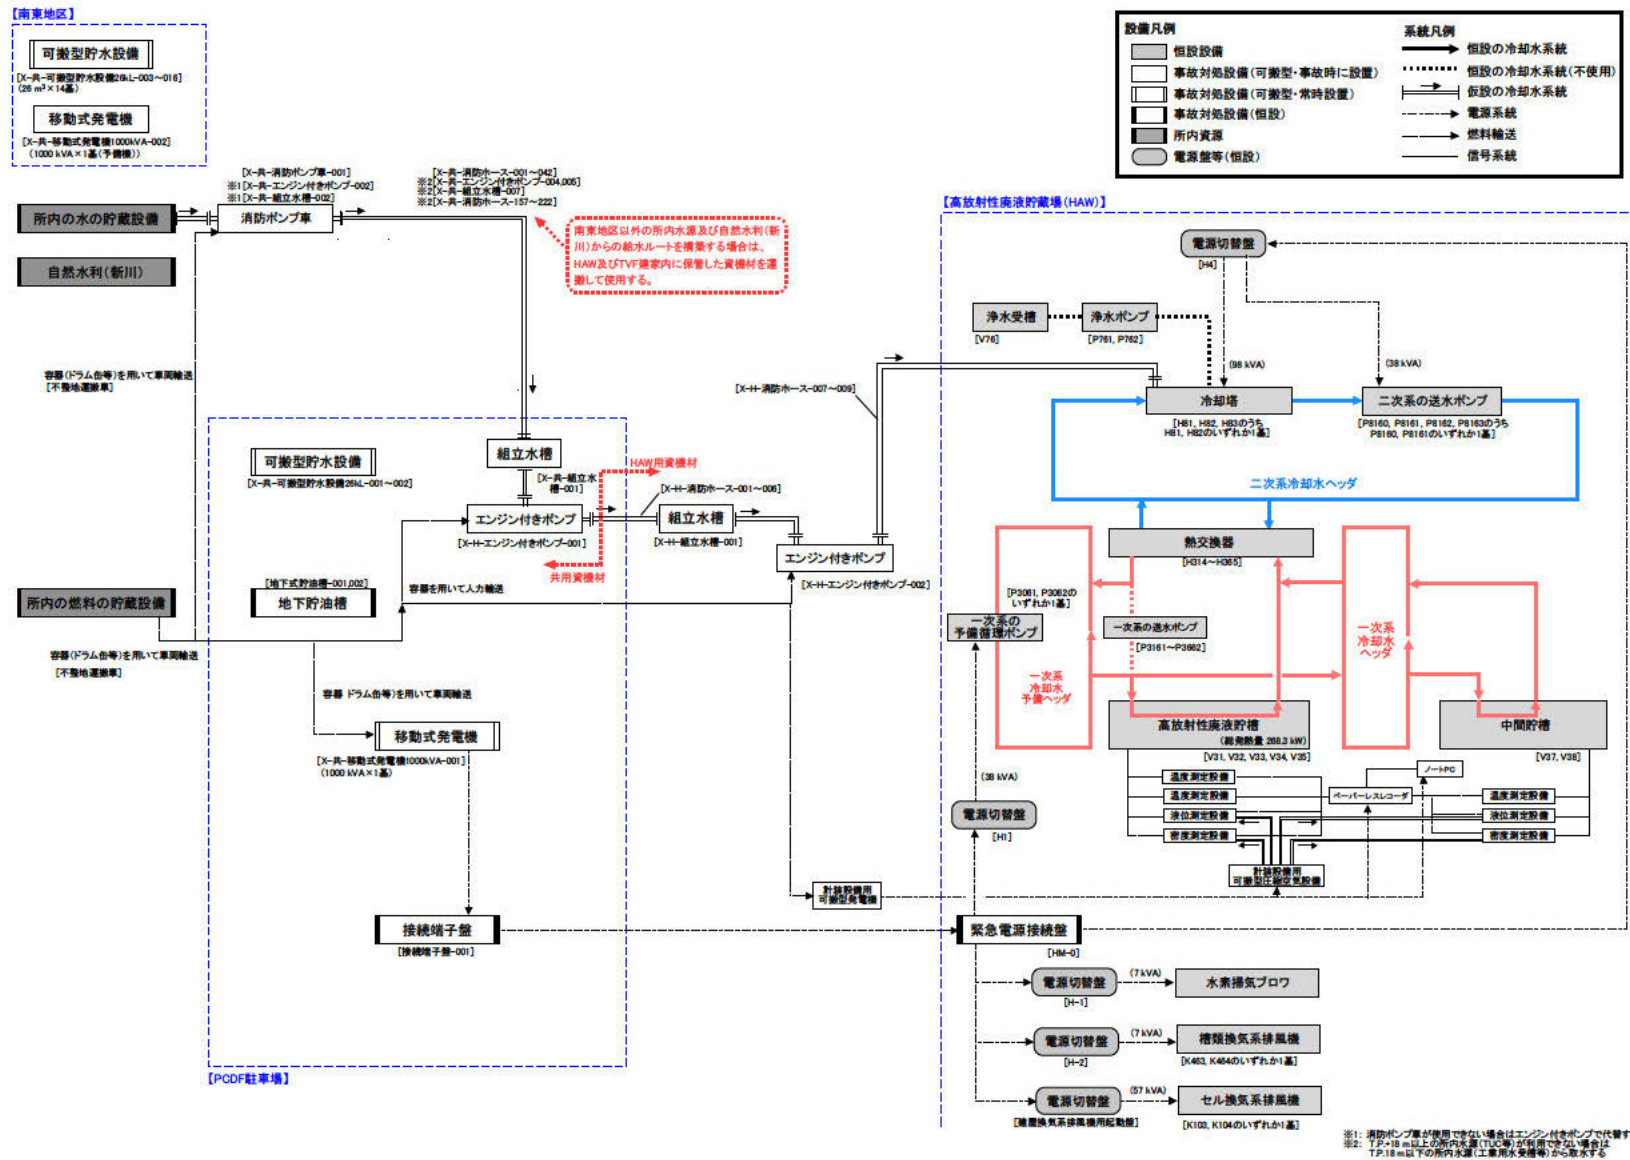 【南東地区】
可搬型貯水設備
[X-共-可搬型貯水設備26kL-003～016]
(26 m³×14基)
移動式発電機
[X-共-移動式発電機1000kVA-002]
(1000 kVA×1基(予備機))
設備凡例
恒設設備
事故対処設備(可搬型・事故時に設置)
事故対処設備(可搬型・常時設置)
事故対処設備(恒設)
所内資源
電源盤等(恒設)
系統凡例
恒設の冷却水系統
恒設の冷却水系統(不使用)
仮設の冷却水系統
電源系統
燃料輸送
信号系統
[X-共-消防ポンプ車-001]
※1[X-共-エンジン付きポンプ-002]
※1[X-共-組立水槽-002]
[X-共-消防ホース-001～042]
※2[X-共-エンジン付きポンプ-004,005]
※2[X-共-組立水槽-007]
※2[X-共-消防ホース-157～222]
所内の水の貯蔵設備
消防ポンプ車
自然水利(新川)
南東地区以外の所内水源及び自然水利(新
川)からの給水ルートを構築する場合は、
HAW及びTVF建家内に保管した資機材を運
搬して使用する。
容器(ドラム缶等)を用いて車両輸送
[不整地運搬車]
可搬型貯水設備
[X-共-可搬型貯水設備26kL-001～002]
組立水槽
[X-共-組立水
槽-001]
HAW用資機材
[X-H-消防ホース-001～006]
エンジン付きポンプ
[X-H-エンジン付きポンプ-001]
組立水槽
[X-H-組立水槽-001]
共用資機材
エンジン付きポンプ
[X-H-エンジン付きポンプ-002]
[X-H-消防ホース-007～009]
[地下式貯油槽-001,002]
地下貯油槽
所内の燃料の貯蔵設備
容器を用いて人力輸送
容器(ドラム缶等)を用いて車両輸送
[不整地運搬車]
容器 ドラム缶等)を用いて車両輸送
移動式発電機
[X-共-移動式発電機1000kVA-001]
(1000 kVA×1基)
接続端子盤
[接続端子盤-001]
【PCDF駐車場】
計装設備用
可搬型発電機
【高放射性廃液貯蔵場(HAW)】
電源切替盤
[H4]
浄水受槽
[V76]
浄水ポンプ
[P761, P762]
(98 kVA)
(38 kVA)
冷却塔
[H81, H82, H83のうち
H81, H82のいずれか1基]
二次系の送水ポンプ
[P8160, P8161, P8162, P8163のうち
P8160, P8161のいずれか1基]
二次系冷却水ヘッダ
熱交換器
[H314～H365]
[P3061, P3062の
いずれか1基]
一次系の
予備循環ポンプ
一次系の送水ポンプ
[P3161～P3662]
一次系
冷却水
予備ヘッダ
一次系
冷却水
ヘッダ
高放射性廃液貯槽
(総発熱量 268.3 kW)
[V31, V32, V33, V34, V35]
中間貯槽
[V37, V38]
(38 kVA)
電源切替盤
[H1]
温度測定設備
温度測定設備
液位測定設備
密度測定設備
ノートPC
ペーパーレスレコーダ
温度測定設備
液位測定設備
密度測定設備
計装設備用
可搬型圧縮空気設備
緊急電源接続盤
[HM-0]
電源切替盤
[H-1]
(7 kVA)
水素掃気ブロワ
電源切替盤
[H-2]
(7 kVA)
槽類換気系排風機
[K463, K464のいずれか1基]
電源切替盤
[建屋換気系排風機用起動盤]
(57 kVA)
セル換気系排風機
[K103, K104のいずれか1基]
※1: 消防ポンプ車が使用できない場合はエンジン付きポンプで代替す
※2: T.P.+18 m以上の所内水源(TUC等)が利用できない場合は
T.P.18 m以下の所内水源(工業用水受槽等)から取水する